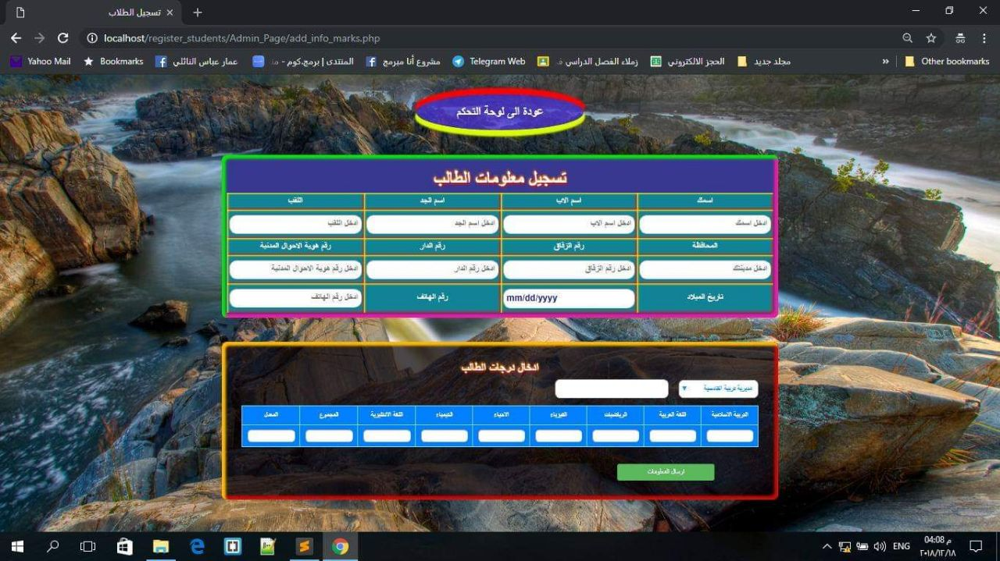 تسجيل الطلاب
localhost/register_students/Admin_Page/add_info_marks.php
Yahoo Mail
Bookmarks
عمار عباس النائلي
المنتدى | برمج.كوم - من
مشروع أنا مبرمج
Telegram Web
زملاء الفصل الدراسي ف
الحجز الالكتروني
مجلد جديد
»
Other bookmarks
عودة الى لوحة التحكم
تسجيل معلومات الطالب
اسمك اسم الاب اسم الجد اللقب
ادخل اسمك ادخل اسم الاب ادخل اسم الجد ادخل اللقب
المحافظة رقم الزقاق رقم الدار رقم هوية الاحوال المدنية
ادخل مدينتك ادخل رقم الزقاق ادخل رقم الدار ادخل رقم هوية الاحوال المدنية
تاريخ الميلاد mm/dd/yyyy رقم الهاتف ادخل رقم الهاتف
ادخال درجات الطالب
مديرية تربية القادسية
التربية الاسلامية اللغة العربية الرياضيات الفيزياء الاحياء الكيمياء اللغة الانكليزية المجموع المعدل
ارسال المعلومات
ENG
04:08 م
٢٠١٨/١٢/١٨